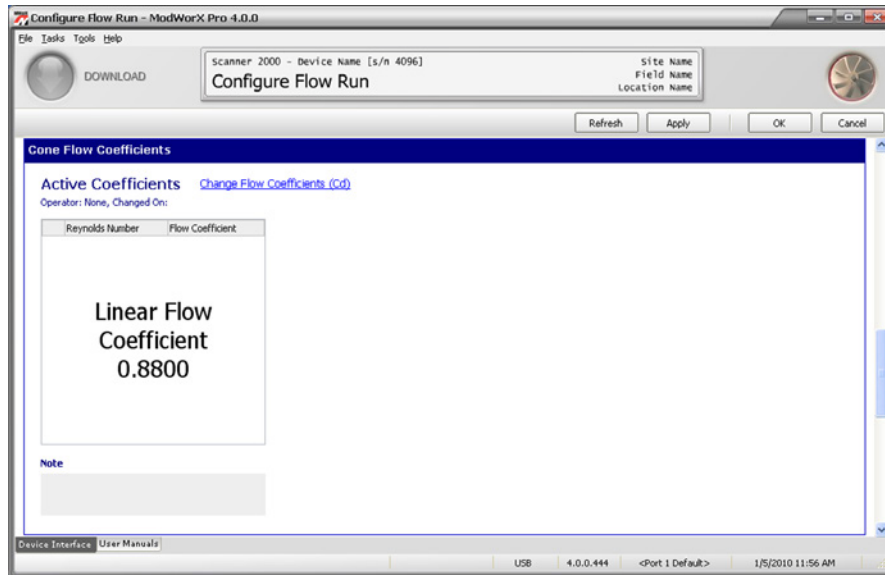 Configure Flow Run - ModWorX Pro 4.0.0
File Tasks Tools Help
DOWNLOAD
Scanner 2000 - Device Name [s/n 4096]
Configure Flow Run
Site Name
Field Name
Location Name
Refresh Apply OK Cancel
Cone Flow Coefficients
Active Coefficients Change Flow Coefficients (Cd)
Operator: None, Changed On:
Reynolds Number Flow Coefficient
Linear Flow
Coefficient
0.8800
Note
Device Interface User Manuals
USB 4.0.0.444 <Port 1 Default> 1/5/2010 11:56 AM